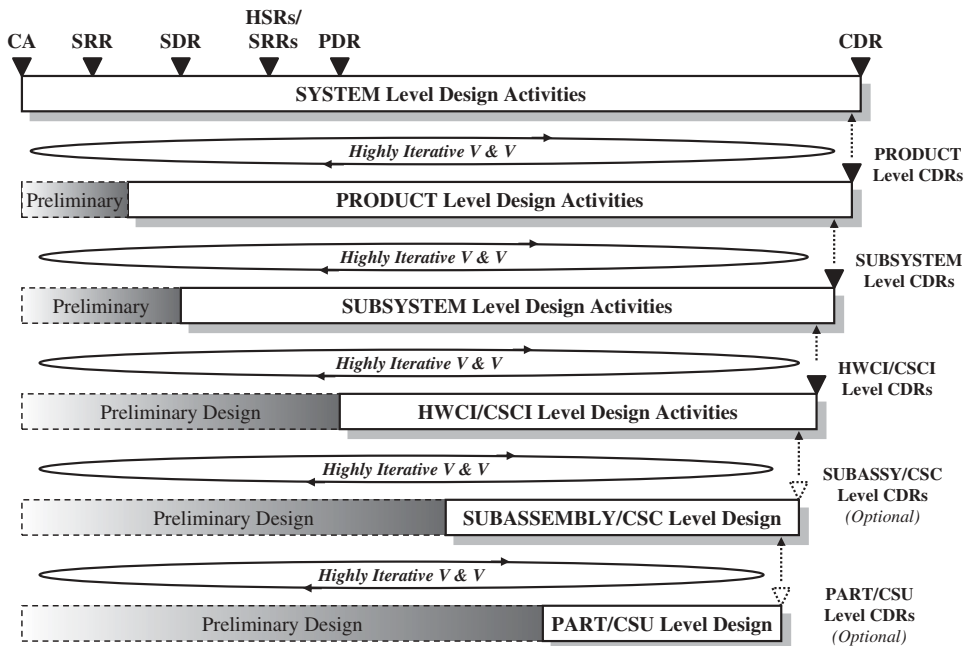 HSRs/
CA SRR SDR SRRs PDR CDR
SYSTEM Level Design Activities
Highly Iterative V & V
PRODUCT
Level CDRs
Preliminary PRODUCT Level Design Activities
Highly Iterative V & V
SUBSYSTEM
Level CDRs
Preliminary SUBSYSTEM Level Design Activities
Highly Iterative V & V
HWCI/CSCI
Level CDRs
Preliminary Design HWCI/CSCI Level Design Activities
Highly Iterative V & V
SUBASSY/CSC
Level CDRs
(Optional)
Preliminary Design SUBASSEMBLY/CSC Level Design
Highly Iterative V & V
PART/CSU
Level CDRs
(Optional)
Preliminary Design PART/CSU Level Design